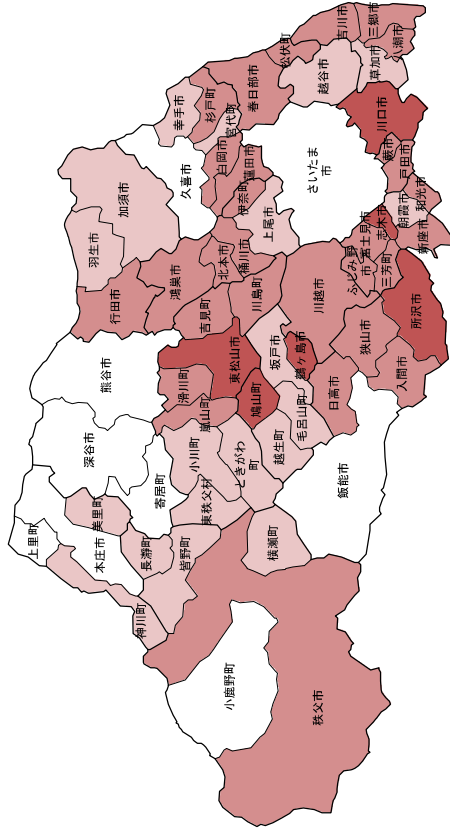 吉川市
三郷市
八潮市
松伏町
草加市
越谷市
春日部市
川口市
幸手市
杉戸町
宮代町
白岡市
蓮田市
蕨市
戸田市
さいたま
市
久喜市
伊奈町
上尾市
朝霞市
和光市
志木市
新座市
富士見市
ふじみ野
市
三芳町
加須市
羽生市
北本市
桶川市
鴻巣市
川島町
川越市
所沢市
行田市
吉見町
狭山市
東松山市
坂戸市
鶴ヶ島市
入間市
熊谷市
滑川町
鳩山町
日高市
嵐山町
毛呂山町
深谷市
小川町
ときがわ
町
越生町
飯能市
寄居町
東秩父村
美里町
上里町
本庄市
長瀞町
皆野町
横瀬町
神川町
小鹿野町
秩父市